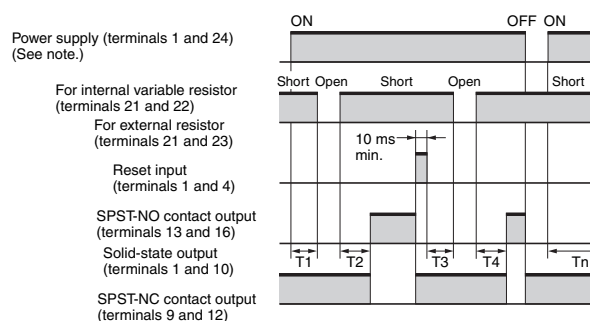 ON OFF ON
Power supply (terminals 1 and 24)
(See note.)
Short Open Short Open Short
For internal variable resistor
(terminals 21 and 22)
For external resistor
(terminals 21 and 23)
10 ms
min.
Reset input
(terminals 1 and 4)
SPST-NO contact output
(terminals 13 and 16)
Solid-state output
(terminals 1 and 10)
T1 T2 T3 T4 Tn
SPST-NC contact output
(terminals 9 and 12)